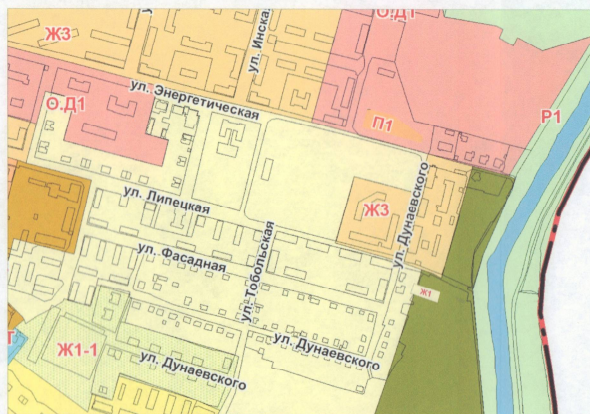 О.Д1
Ж3
ул. Инская
ул. Энергетическая
О.Д1
П1
Р1
ул. Липецкая
Ж3
ул. Дунаевского
ул. Фасадная
ул. Тобольская
Ж1
Ж1-1
ул. Дунаевского
ул. Дунаевского